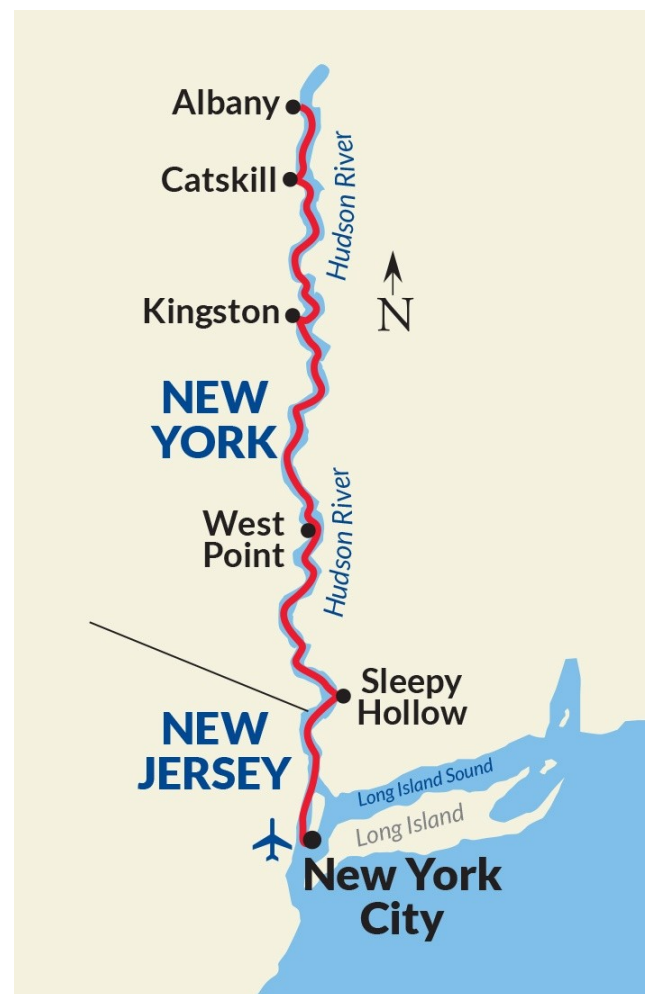 Albany
Catskill
Hudson River
N
Kingston
NEW
YORK
West
Point
Hudson River
Sleepy
Hollow
NEW
JERSEY
Long Island Sound
Long Island
New York
City